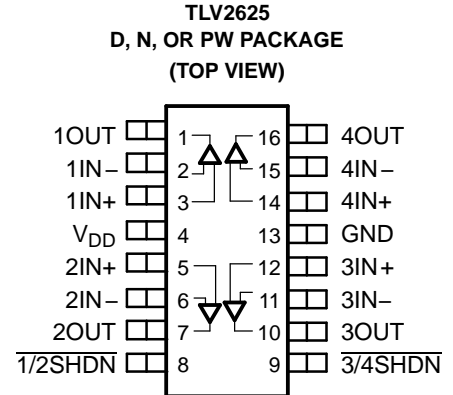 TLV2625
D, N, OR PW PACKAGE
(TOP VIEW)
1OUT 1 16 4OUT
1IN− 2 15 4IN−
1IN+ 3 14 4IN+
VDD 4 13 GND
2IN+ 5 12 3IN+
2IN− 6 11 3IN−
2OUT 7 10 3OUT
1/2SHDN 8 9 3/4SHDN